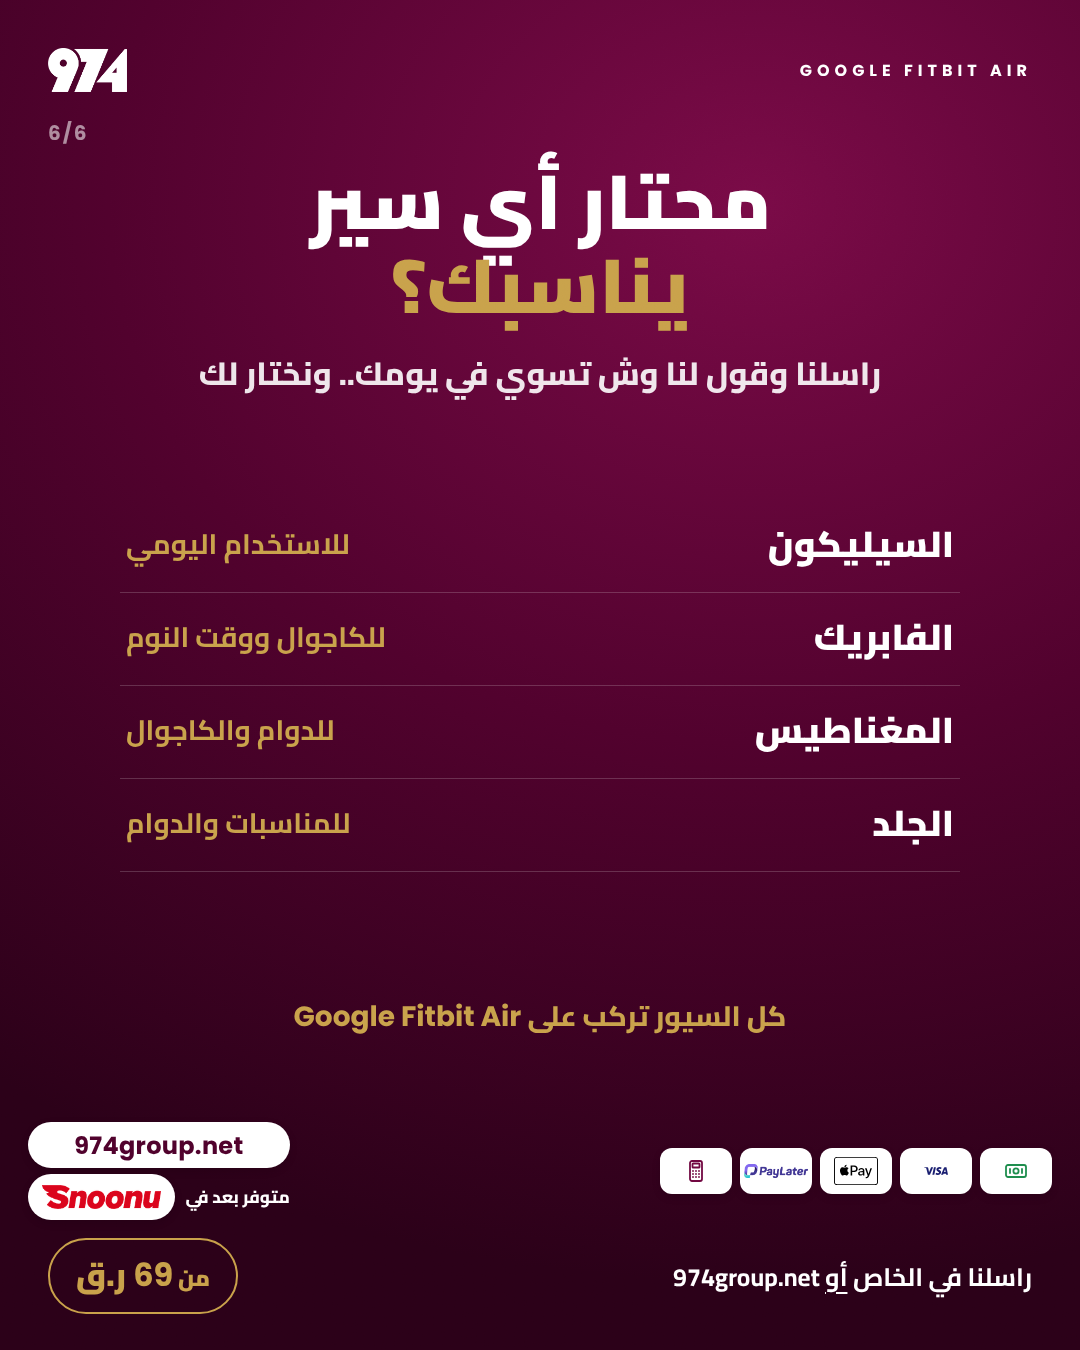 974
GOOGLE FITBIT AIR
6/6
محتار أي سير
يناسبك؟
راسلنا وقول لنا وش تسوي في يومك.. ونختار لك
السيليكون
للاستخدام اليومي
الفابريك
للكاجوال ووقت النوم
المغناطيس
للدوام والكاجوال
الجلد
للمناسبات والدوام
كل السيور تركب على Google Fitbit Air
974group.net
متوفر بعد في Snoonu
PayLater
Pay
VISA
من 69 ر.ق
راسلنا في الخاص أو 974group.net